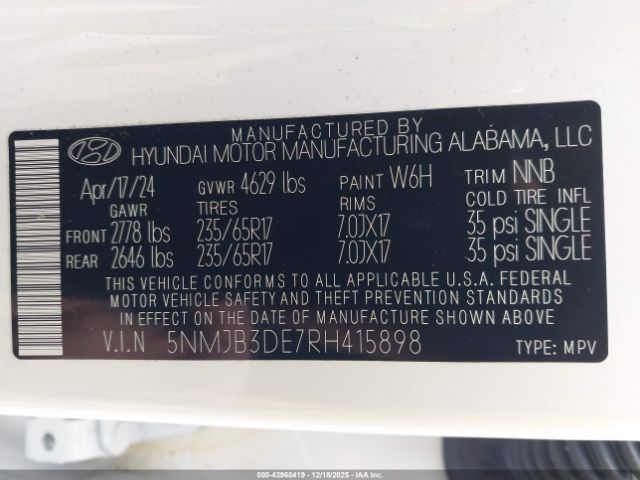 MANUFACTURED BY
HYUNDAI MOTOR MANUFACTURING ALABAMA, LLC
Apr/17/24 GVWR 4629 lbs PAINT W6H TRIM NNB
GAWR TIRES RIMS COLD TIRE INFL
FRONT 2778 lbs 235/65R17 7.0JX17 35 psi SINGLE
REAR 2646 lbs 235/65R17 7.0JX17 35 psi SINGLE
THIS VEHICLE CONFORMS TO ALL APPLICABLE U.S.A. FEDERAL
MOTOR VEHICLE SAFETY AND THEFT PREVENTION STANDARDS
IN EFFECT ON THE DATE OF MANUFACTURE SHOWN ABOVE
V.I.N 5NMJB3DE7RH415898 TYPE: MPV
000-43968419 | 12/18/2025 - Copyright © IAA, LLC